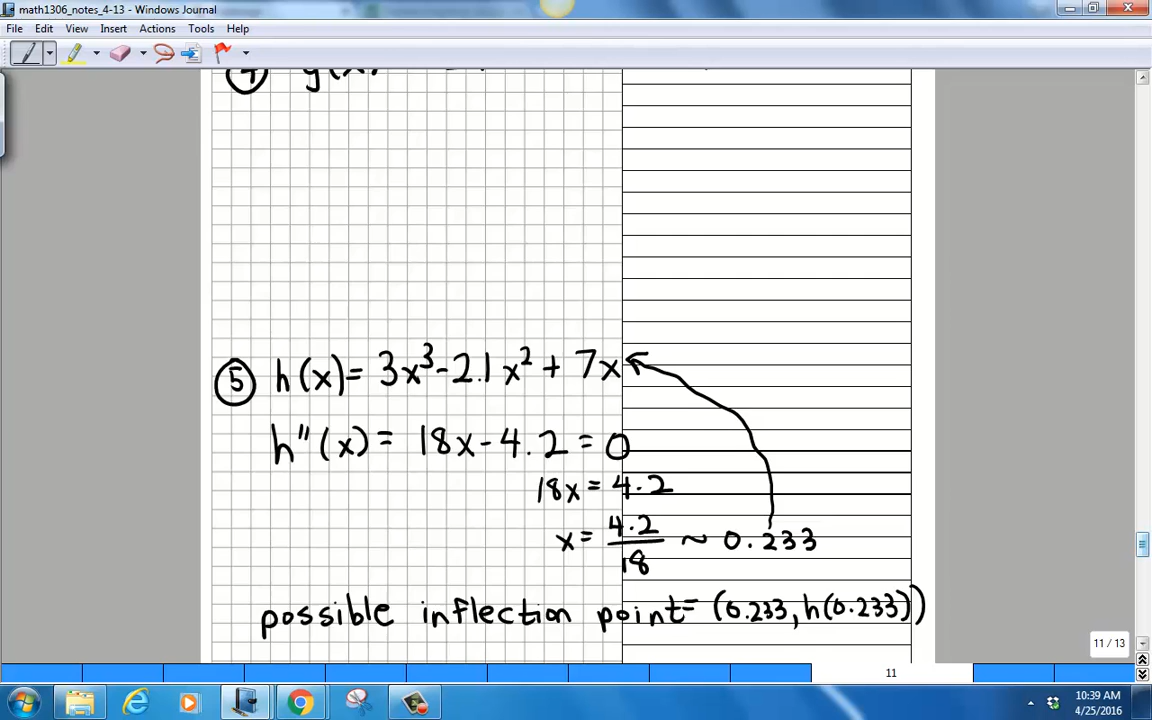 math1306_notes_4-13 - Windows Journal
File Edit View Insert Actions Tools Help
④
⑤ h(x)= 3x³-2.1x²+ 7x
h"(x)= 18x-4.2=0
18x=4.2
x= 4.2/18 ~ 0.233
possible inflection point= (0.233,h(0.233))
11 / 13
11
10:39 AM
4/25/2016